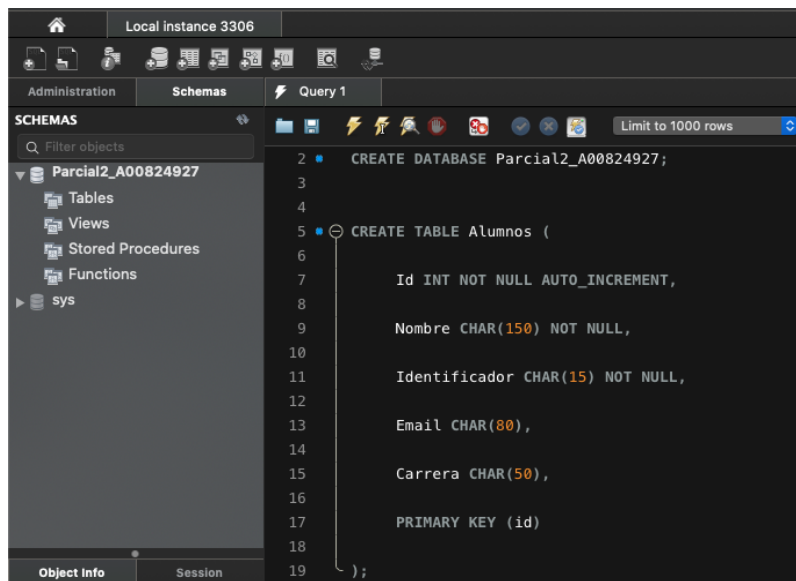 Local instance 3306
Administration Schemas Query 1
SCHEMAS
Filter objects
Parcial2_A00824927
Tables
Views
Stored Procedures
Functions
sys
Object Info Session
Limit to 1000 rows
2 CREATE DATABASE Parcial2_A00824927;
3
4
5 CREATE TABLE Alumnos (
6
7 Id INT NOT NULL AUTO_INCREMENT,
8
9 Nombre CHAR(150) NOT NULL,
10
11 Identificador CHAR(15) NOT NULL,
12
13 Email CHAR(80),
14
15 Carrera CHAR(50),
16
17 PRIMARY KEY (id)
18
19 );